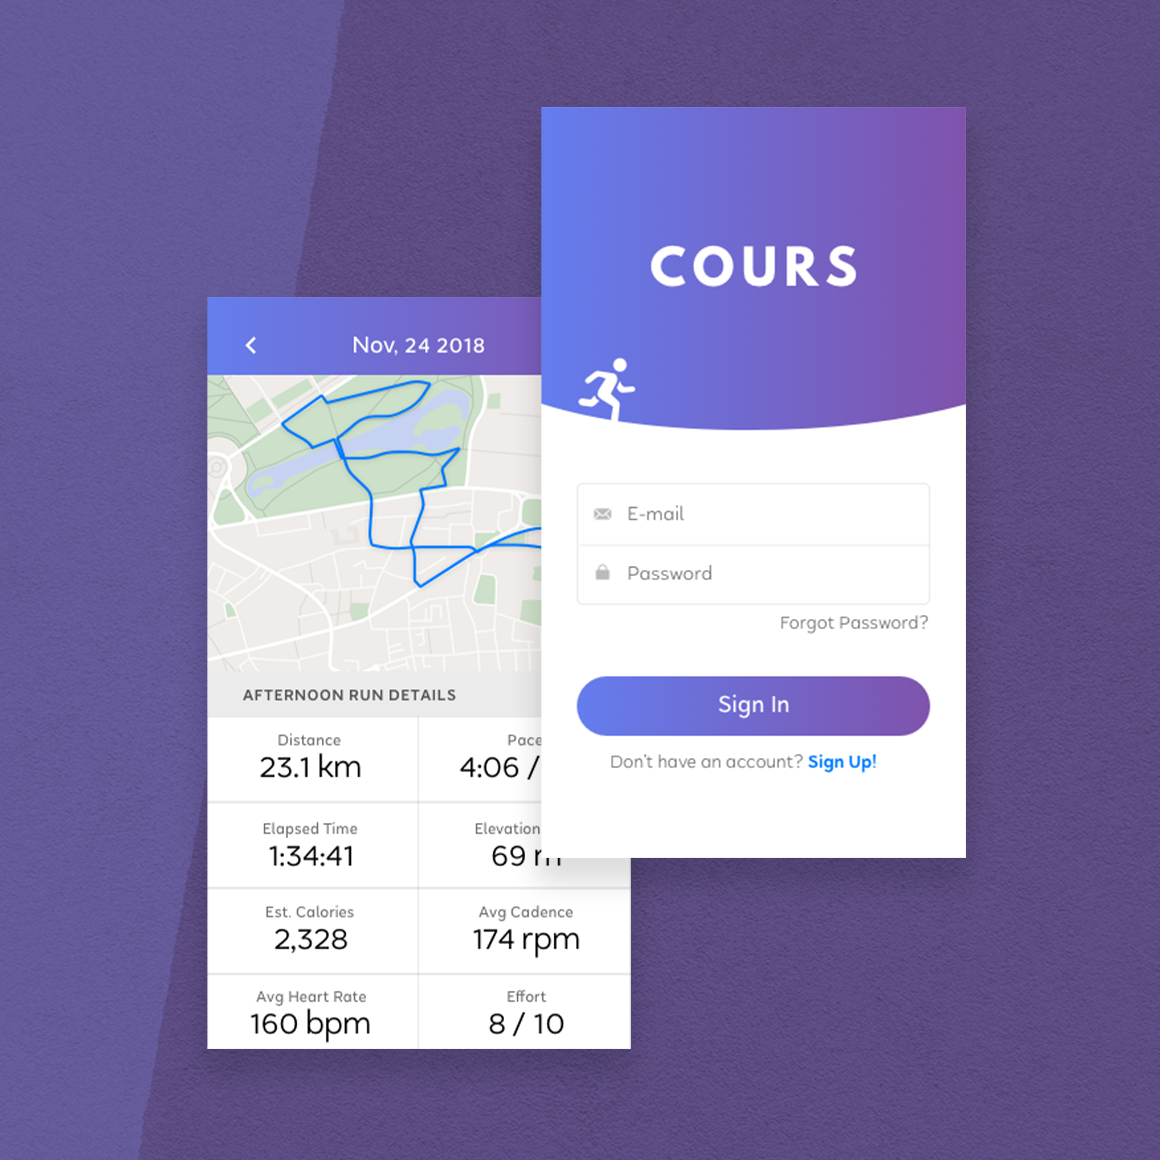 COURS
E-mail
Password
Forgot Password?
Sign In
Don't have an account? Sign Up!
Nov, 24 2018
AFTERNOON RUN DETAILS
Distance
23.1 km
Pace
4:06 /
Elapsed Time
1:34:41
Elevation
69 m
Est. Calories
2,328
Avg Cadence
174 rpm
Avg Heart Rate
160 bpm
Effort
8 / 10